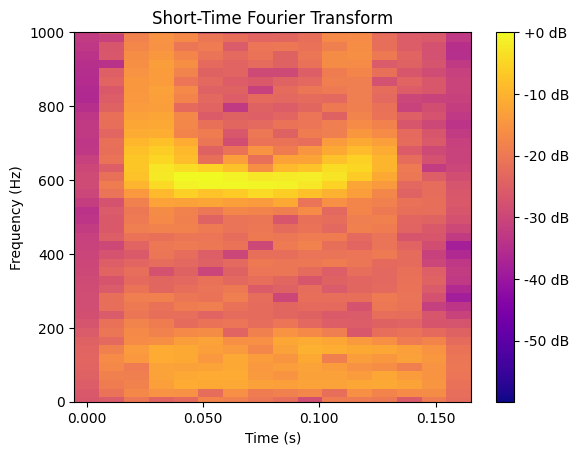 Short-Time Fourier Transform
1000
800
600
400
200
0
Frequency (Hz)
0.000
0.050
0.100
0.150
Time (s)
+0 dB
-10 dB
-20 dB
-30 dB
-40 dB
-50 dB